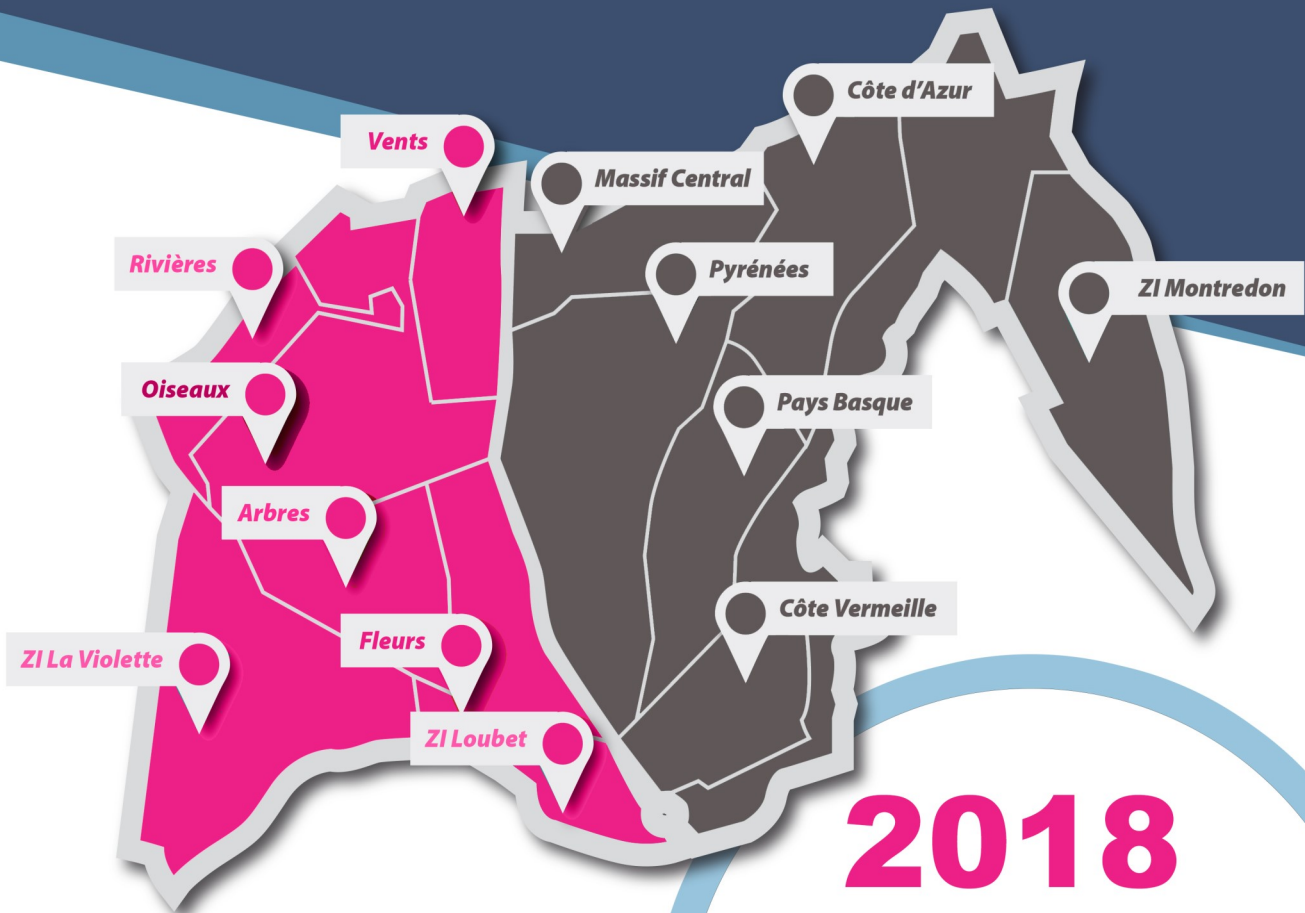 Côte d'Azur
Vents
Massif Central
Rivières
Pyrénées
ZI Montredon
Oiseaux
Pays Basque
Arbres
Côte Vermeille
Fleurs
ZI La Violette
ZI Loubet
2018